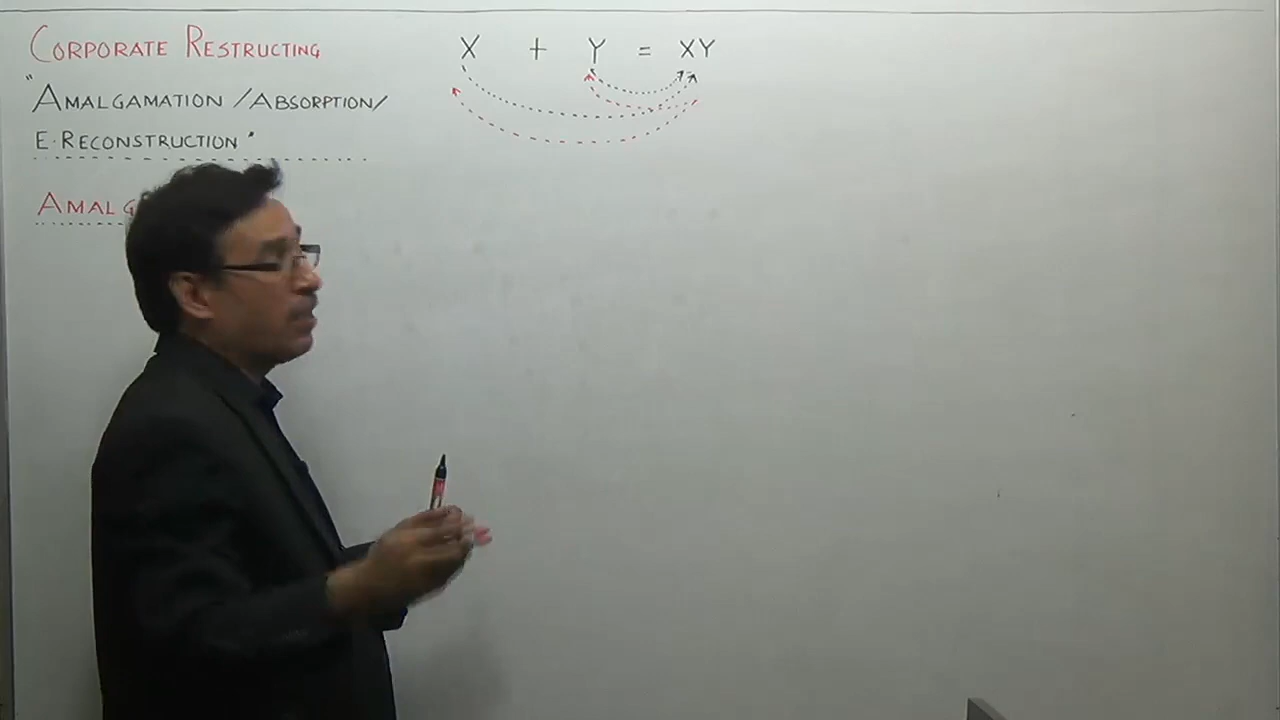 CORPORATE RESTRUCTING
"AMALGAMATION / ABSORPTION /
E. RECONSTRUCTION"
X + Y = XY